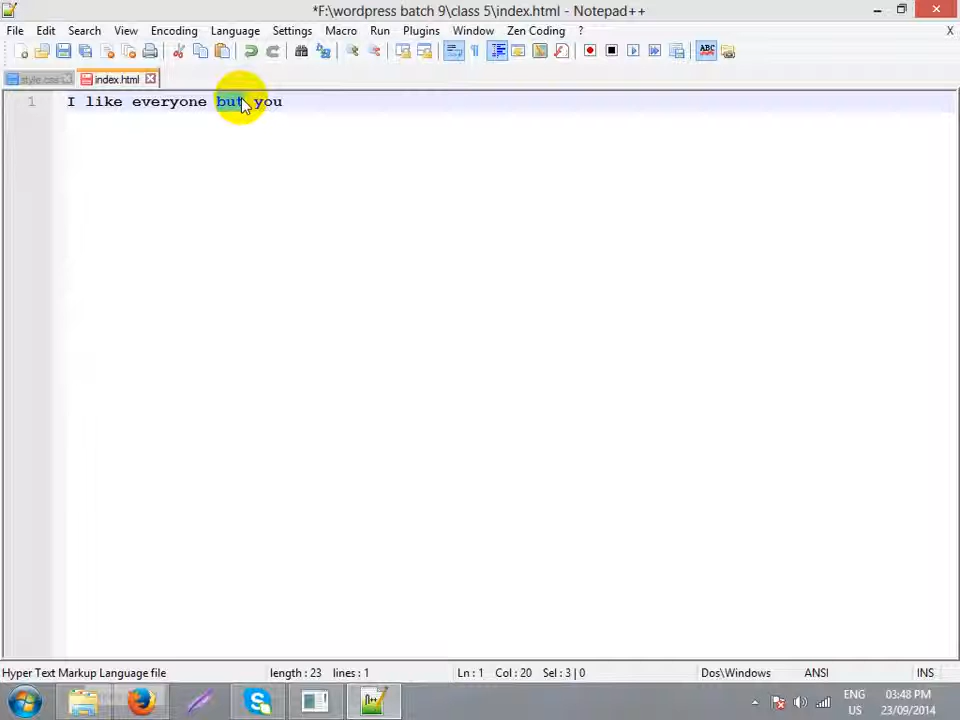 *F:\wordpress batch 9\class 5\index.html - Notepad++
File Edit Search View Encoding Language Settings Macro Run Plugins Window Zen Coding ? X
style.css index.html
1 I like everyone but you
Hyper Text Markup Language file length : 23 lines : 1 Ln : 1 Col : 20 Sel : 3 | 0 Dos\Windows ANSI INS
ENG 03:48 PM
US 23/09/2014